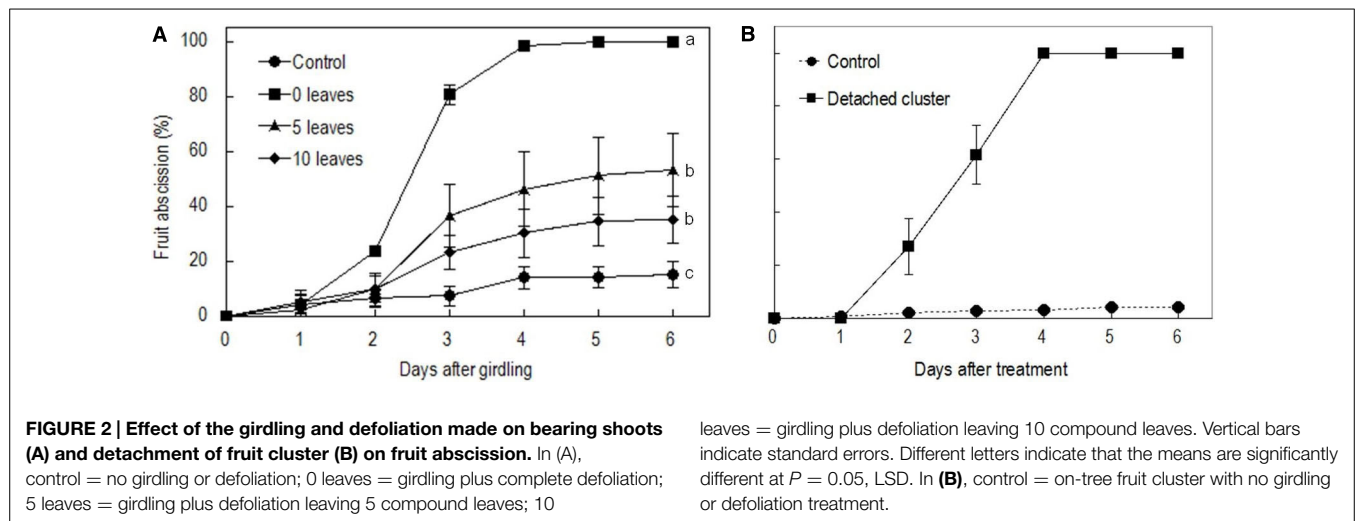 A
100
80
60
40
20
0
Fruit abscission (%)
Control
0 leaves
5 leaves
10 leaves
a
b
b
c
0 1 2 3 4 5 6
Days after girdling
B
Control
Detached cluster
0 1 2 3 4 5 6
Days after treatment
FIGURE 2 | Effect of the girdling and defoliation made on bearing shoots
(A) and detachment of fruit cluster (B) on fruit abscission. In (A),
control = no girdling or defoliation; 0 leaves = girdling plus complete defoliation;
5 leaves = girdling plus defoliation leaving 5 compound leaves; 10
leaves = girdling plus defoliation leaving 10 compound leaves. Vertical bars
indicate standard errors. Different letters indicate that the means are significantly
different at P = 0.05, LSD. In (B), control = on-tree fruit cluster with no girdling
or defoliation treatment.